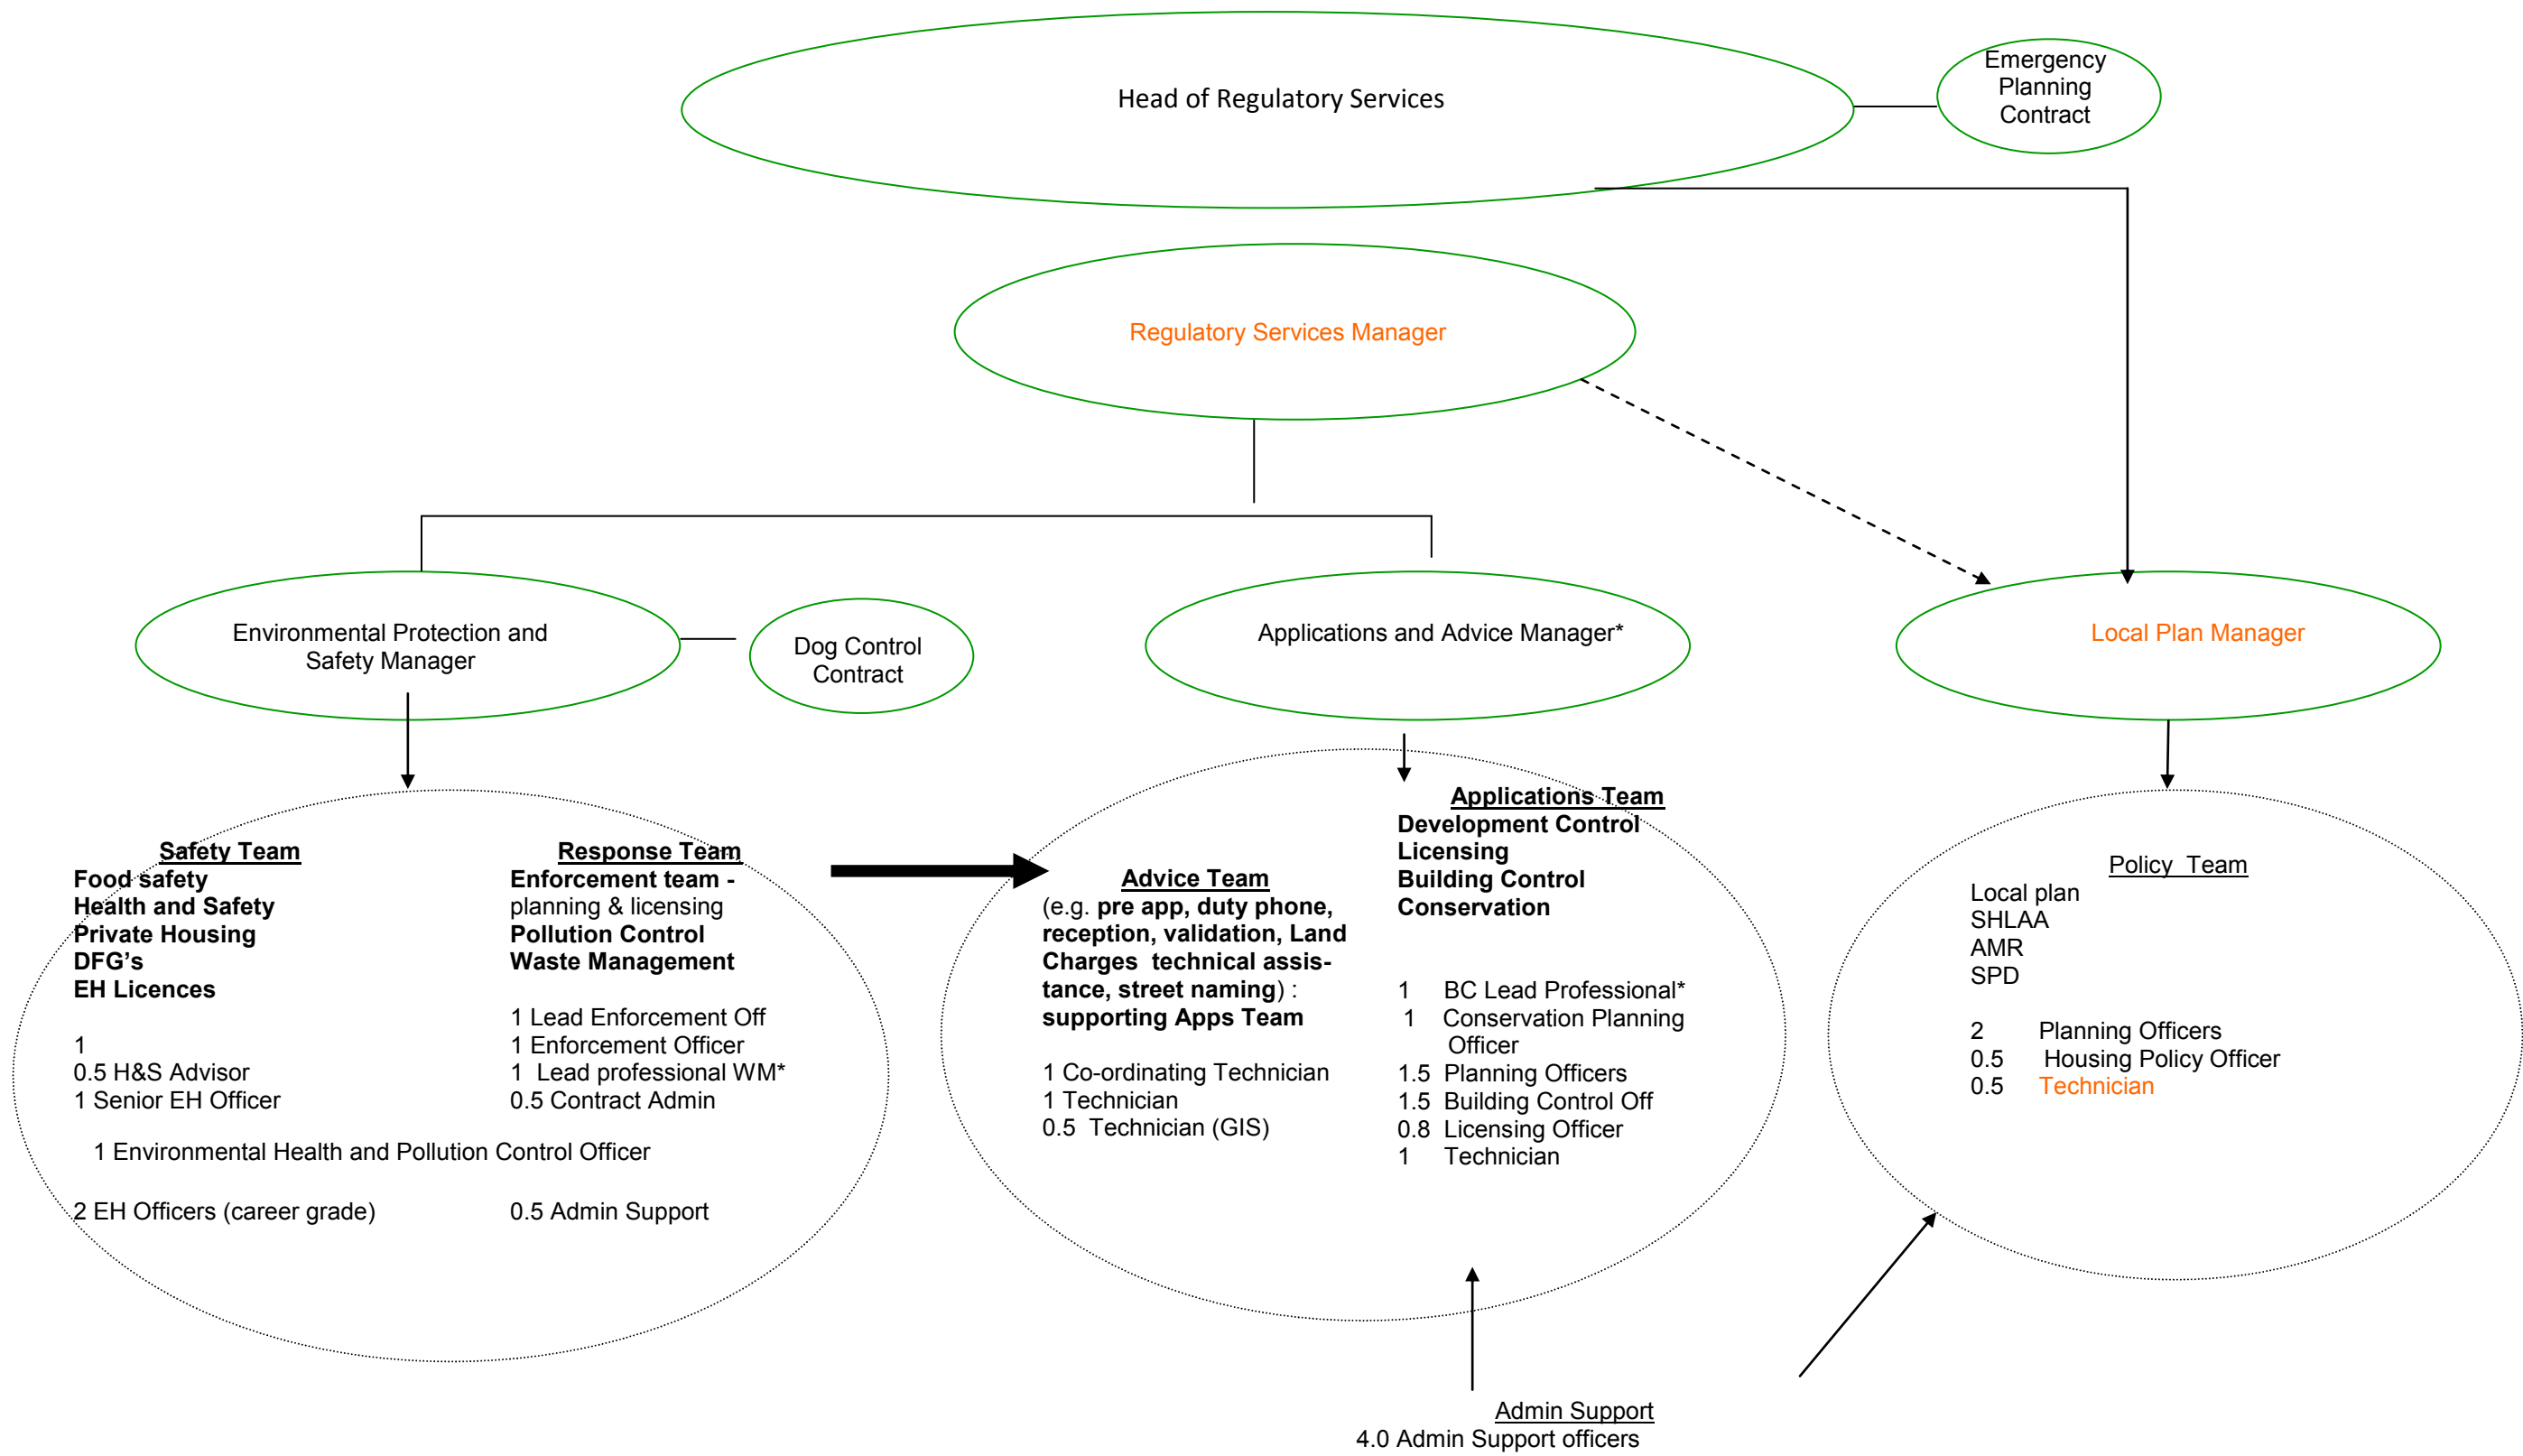 Head of Regulatory Services
Emergency
Planning
Contract
Regulatory Services Manager
Environmental Protection and
Safety Manager
Dog Control
Contract
Applications and Advice Manager*
Local Plan Manager
Safety Team
Food safety
Health and Safety
Private Housing
DFG’s
EH Licences
1
0.5 H&S Advisor
1 Senior EH Officer
Response Team
Enforcement team -
planning & licensing
Pollution Control
Waste Management
1 Lead Enforcement Off
1 Enforcement Officer
1 Lead professional WM*
0.5 Contract Admin
1 Environmental Health and Pollution Control Officer
2 EH Officers (career grade)
0.5 Admin Support
Advice Team
(e.g. pre app, duty phone,
reception, validation, Land
Charges technical assis-
tance, street naming) :
supporting Apps Team
1 Co-ordinating Technician
1 Technician
0.5 Technician (GIS)
Applications Team
Development Control
Licensing
Building Control
Conservation
1 BC Lead Professional*
1 Conservation Planning
Officer
1.5 Planning Officers
1.5 Building Control Off
0.8 Licensing Officer
1 Technician
Policy Team
Local plan
SHLAA
AMR
SPD
2 Planning Officers
0.5 Housing Policy Officer
0.5 Technician
Admin Support
4.0 Admin Support officers